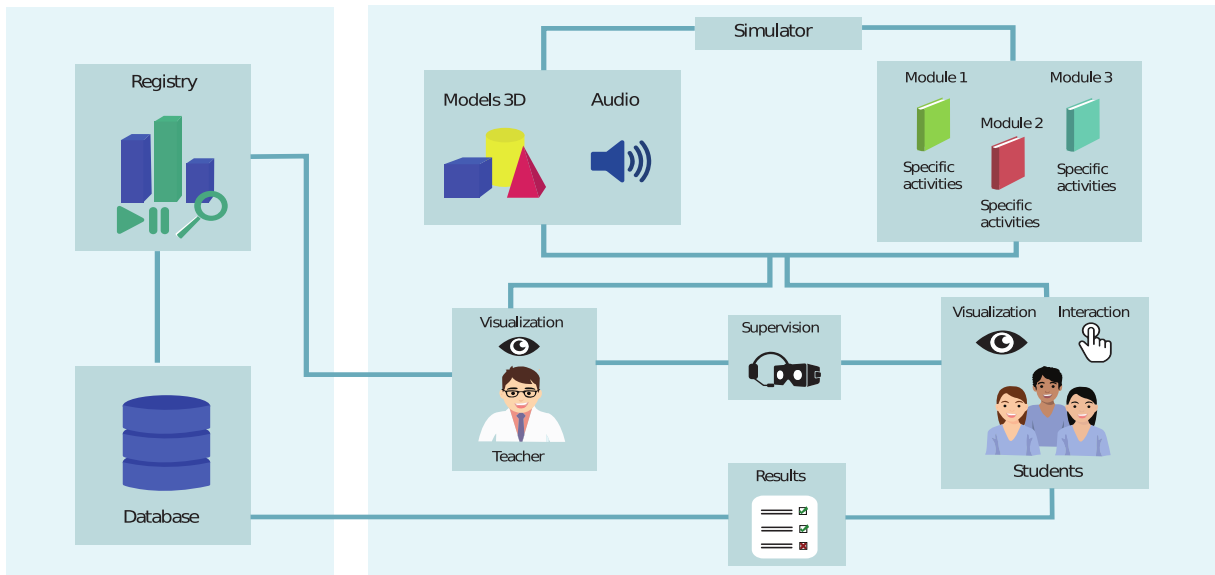 Simulator
Registry
Models 3D
Audio
Module 1
Module 3
Module 2
Specific
activities
Specific
activities
Specific
activities
Visualization
Teacher
Supervision
Visualization
Interaction
Students
Results
Database